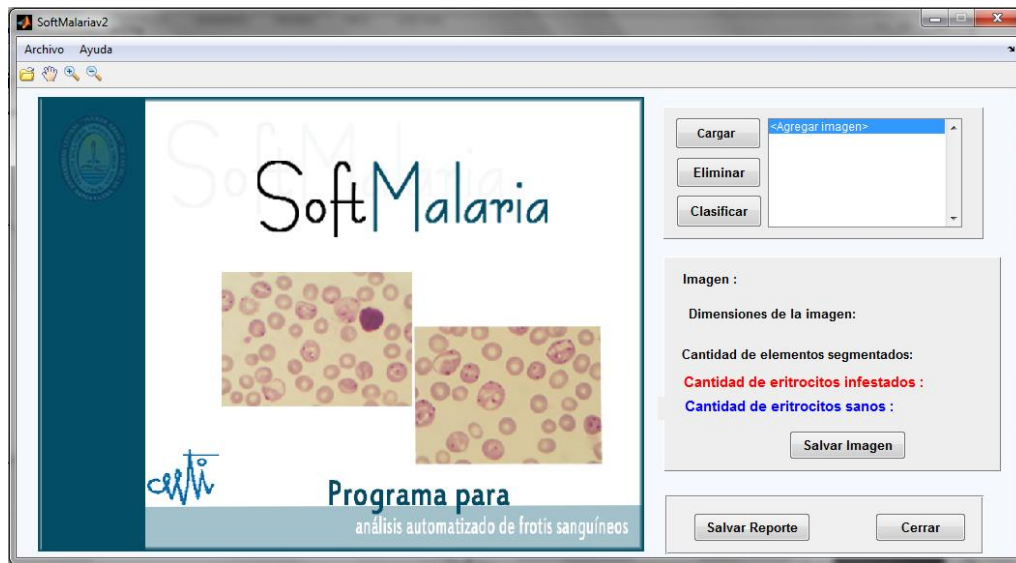 SoftMalariav2
Archivo Ayuda
SoftMalaria
SoftMalaria
Programa para
análisis automatizado de frotis sanguíneos
Cargar
Eliminar
Clasificar
<Agregar imagen>
Imagen :
Dimensiones de la imagen:
Cantidad de elementos segmentados:
Cantidad de eritrocitos infestados :
Cantidad de eritrocitos sanos :
Salvar Imagen
Salvar Reporte Cerrar